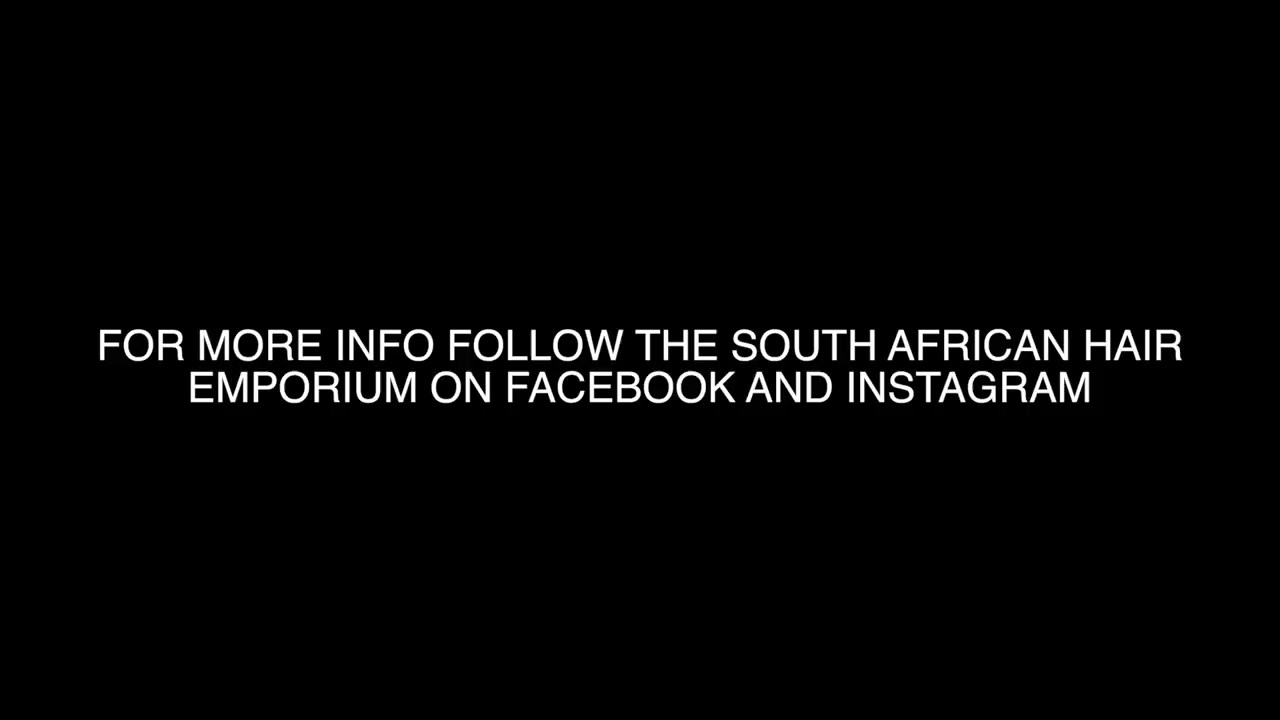 FOR MORE INFO FOLLOW THE SOUTH AFRICAN HAIR
EMPORIUM ON FACEBOOK AND INSTAGRAM